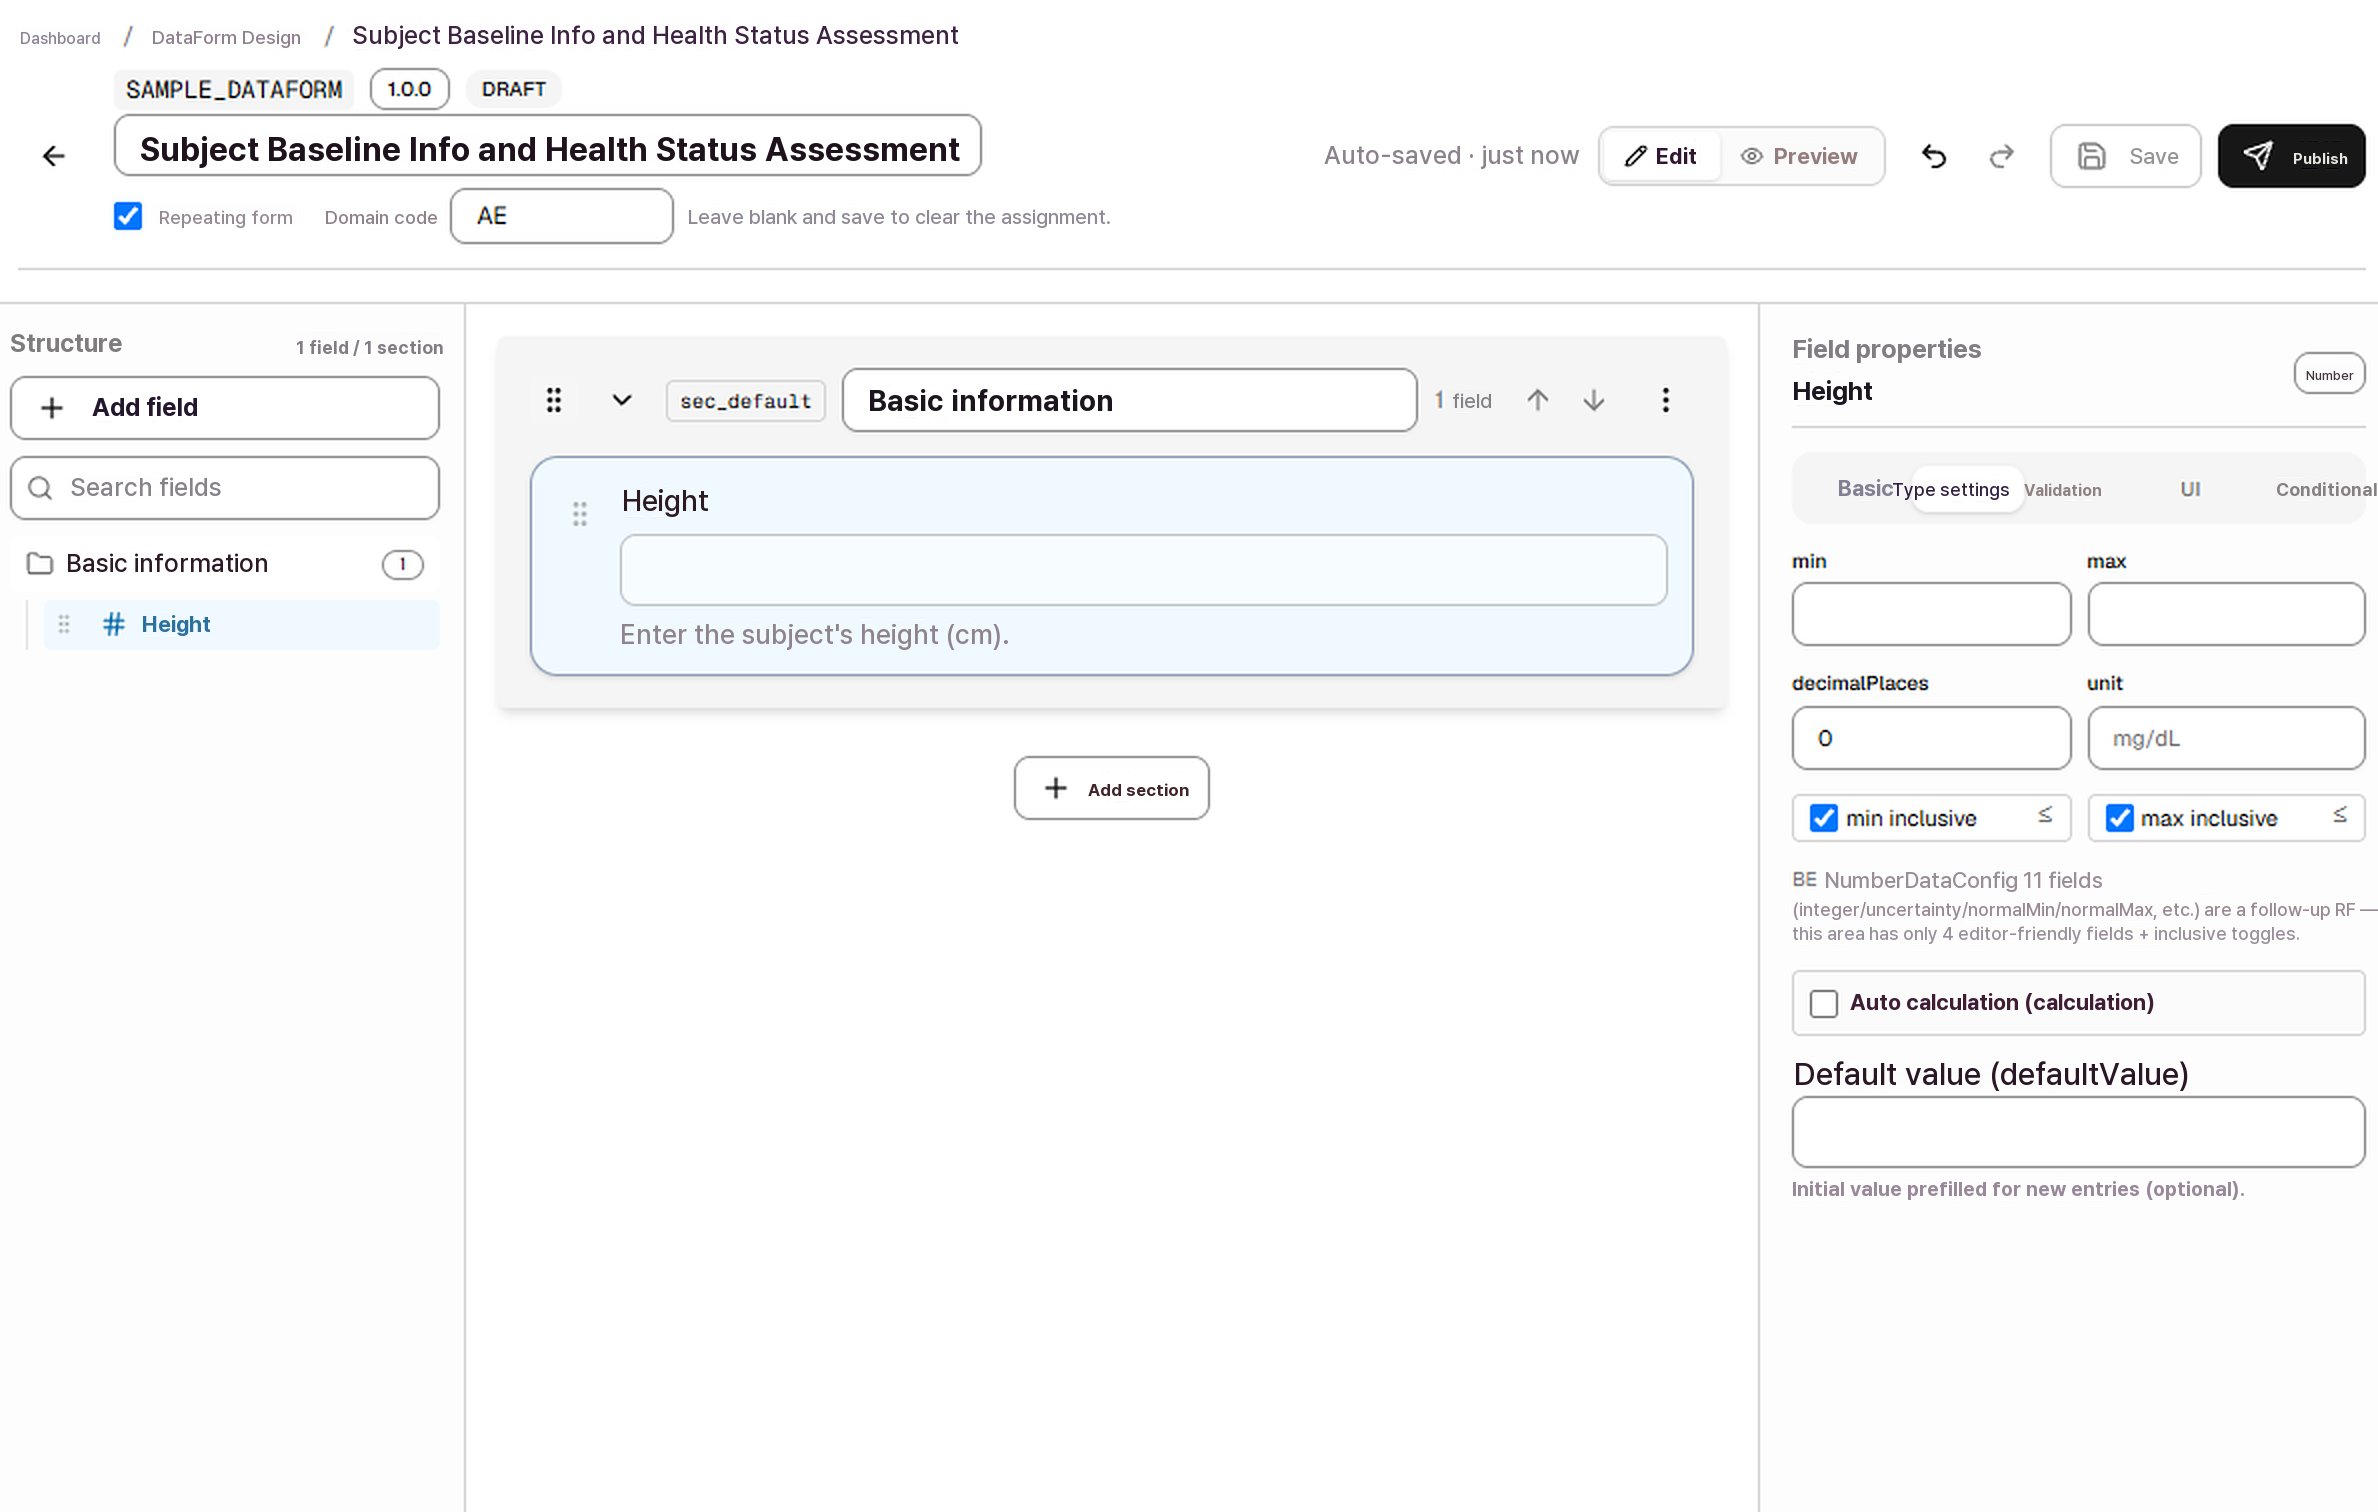 Dashboard / DataForm Design / Subject Baseline Info and Health Status Assessment
SAMPLE_DATAFORM 1.0.0 DRAFT
Subject Baseline Info and Health Status Assessment
Auto-saved · just now Edit Preview Save Publish
Repeating form Domain code AE Leave blank and save to clear the assignment.
Structure 1 field / 1 section
Add field
Search fields
Basic information 1
Height
sec_default Basic information 1 field
Height
Enter the subject's height (cm).
Add section
Field properties
Height
Number
Basic Type settings Validation UI Conditional
min max
decimalPlaces unit
0 mg/dL
min inclusive ≤ max inclusive ≤
BE NumberDataConfig 11 fields
(integer/uncertainty/normalMin/normalMax, etc.) are a follow-up RF —
this area has only 4 editor-friendly fields + inclusive toggles.
Auto calculation (calculation)
Default value (defaultValue)
Initial value prefilled for new entries (optional).